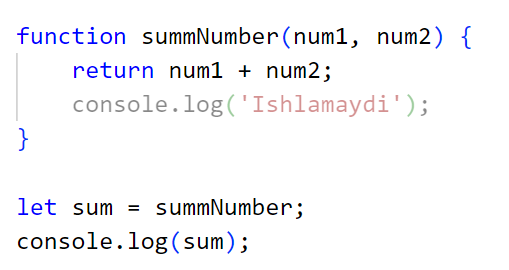 function summNumber(num1, num2) {
    return num1 + num2;
    console.log('Ishlamaydi');
}

let sum = summNumber;
console.log(sum);